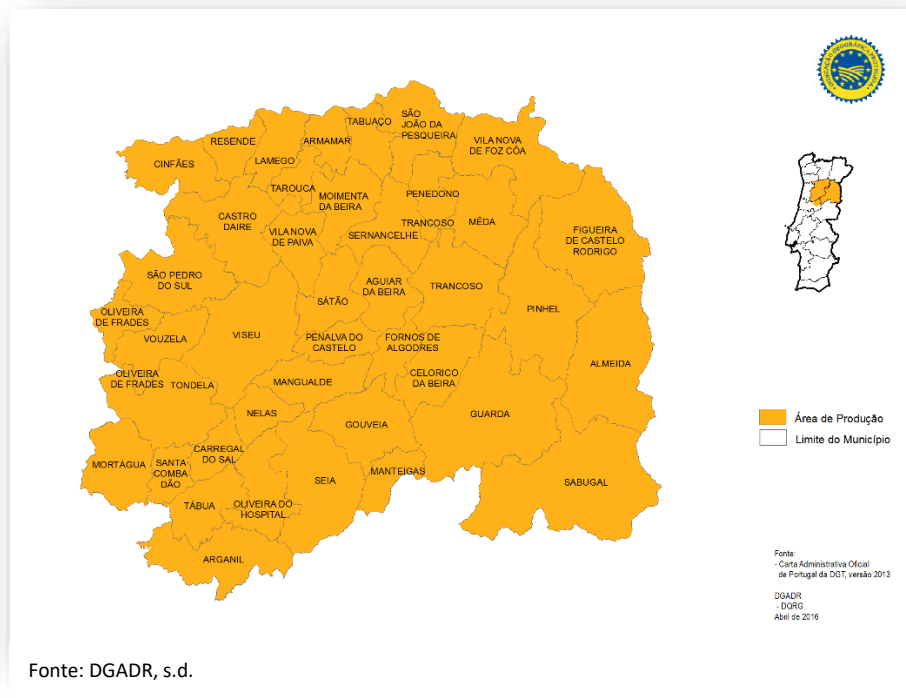 INDICAÇÃO GEOGRÁFICA PROTEGIDA
SÃO
JOÃO DA
PESQUEIRA
TABUAÇO
VILA NOVA
DE FOZ CÔA
RESENDE
ARMAMAR
CINFÃES
LAMEGO
TAROUCA
MOIMENTA
DA BEIRA
PENEDONO
CASTRO
DAIRE
VILA NOVA
DE PAIVA
SERNANCELHE
TRANCOSO
MÊDA
FIGUEIRA
DE CASTELO
RODRIGO
SÃO PEDRO
DO SUL
SÁTÃO
AGUIAR
DA BEIRA
TRANCOSO
PINHEL
OLIVEIRA
DE FRADES
VOUZELA
VISEU
PENALVA DO
CASTELO
FORNOS DE
ALGODRES
ALMEIDA
OLIVEIRA
DE FRADES
TONDELA
MANGUALDE
CELORICO
DA BEIRA
NELAS
GOUVEIA
GUARDA
Área de Produção
Limite do Município
MORTÁGUA
SANTA
COMBA
DÃO
CARREGAL
DO SAL
SEIA
MANTEIGAS
SABUGAL
TÁBUA
OLIVEIRA DO
HOSPITAL
ARGANIL
Fonte:
- Carta Administrativa Oficial
de Portugal da DGT, versão 2013
DGADR
- DQRG
Abril de 2016
Fonte: DGADR, s.d.